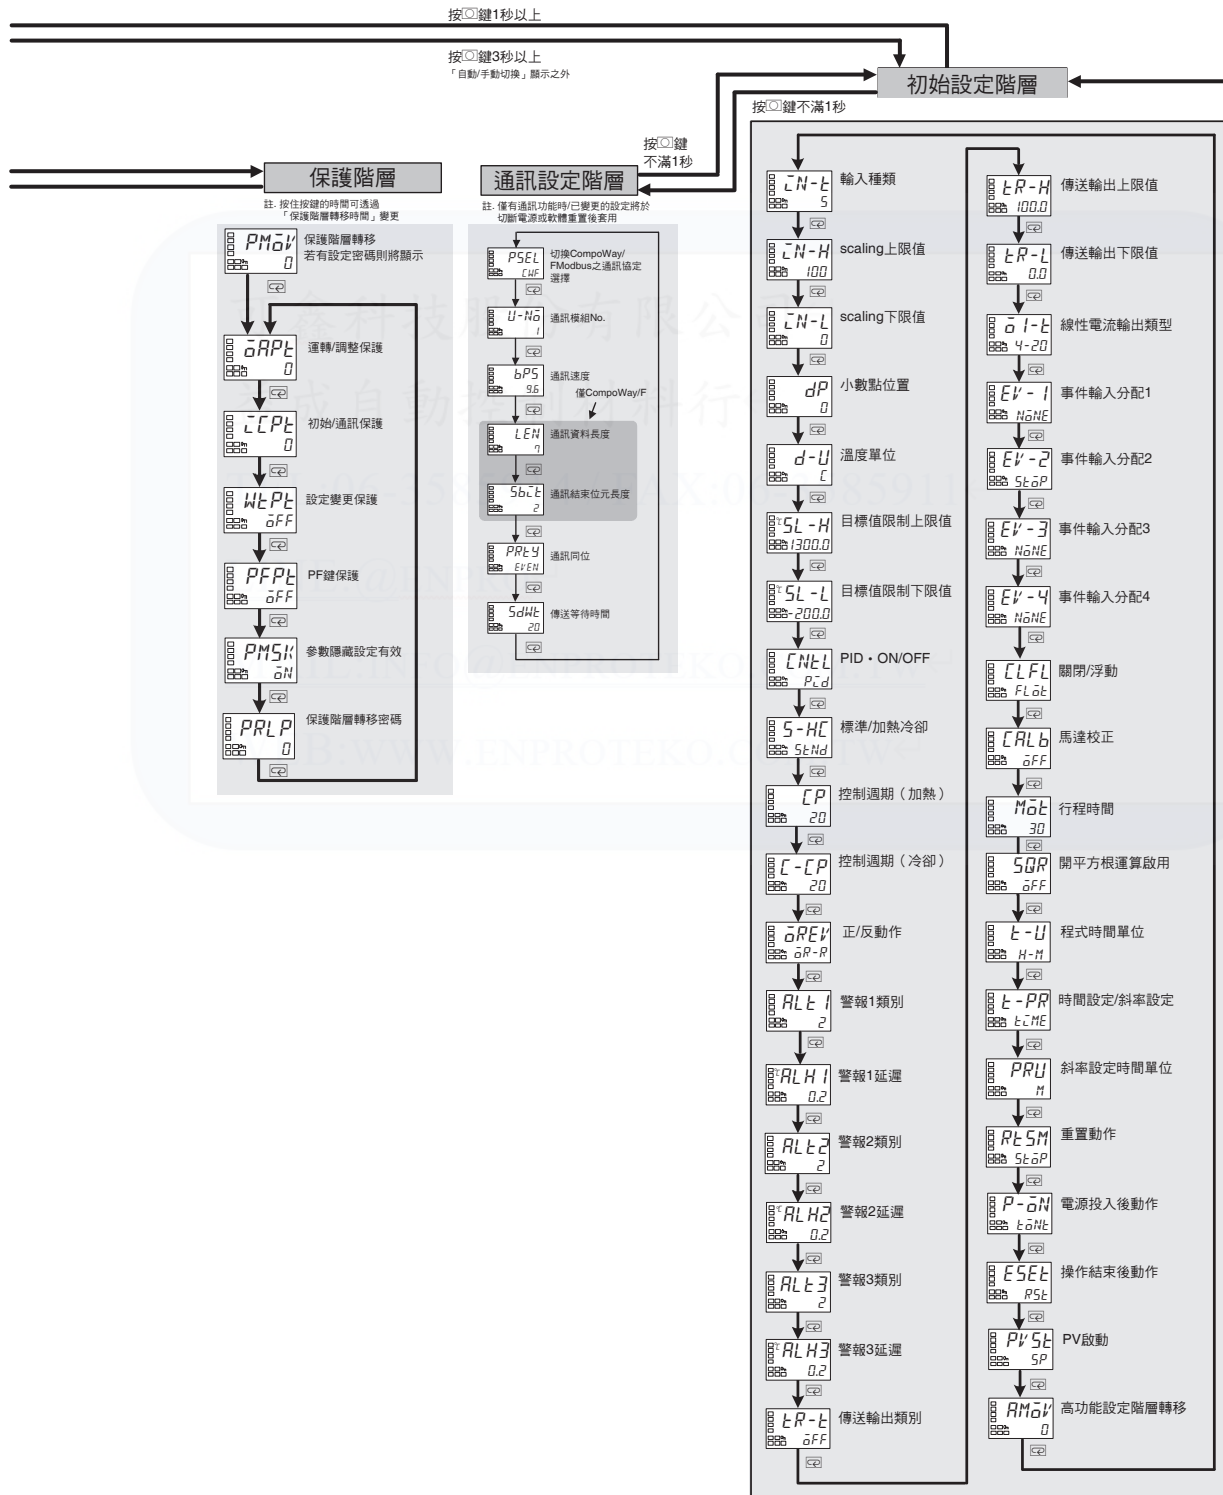 按鍵1秒以上
按鍵3秒以上
「自動/手動切換」顯示之外
初始設定階層
按鍵不滿1秒
按鍵
不滿1秒
保護階層
註. 按住按鍵的時間可透過
「保護階層轉移時間」變更
PMoV
0
保護階層轉移
若有設定密碼則將顯示
oAPt
0
運轉/調整保護
iCPt
0
初始/通訊保護
WtPt
oFF
設定變更保護
PFPt
oFF
PF鍵保護
PMSK
oN
參數隱藏設定有效
PRLP
0
保護階層轉移密碼
通訊設定階層
註. 僅有通訊功能時/已變更的設定將於
切斷電源或軟體重置後套用
PSEL
CWF
切換CompoWay/
FModbus之通訊協定
選擇
U-No
1
通訊模組No.
bPS
9.6
通訊速度
僅CompoWay/F
LEN
7
通訊資料長度
Sbit
2
通訊結束位元長度
PRtY
EVEN
通訊同位
SdWt
20
傳送等待時間
iN-t
5
輸入種類
iN-H
100
scaling上限值
iN-L
0
scaling下限值
dP
0
小數點位置
d-U
C
溫度單位
SL-H
1300.0
目標值限制上限值
SL-L
-200.0
目標值限制下限值
CNtL
Pid
PID・ON/OFF
S-HC
StNd
標準/加熱冷卻
CP
20
控制週期（加熱）
C-CP
20
控制週期（冷卻）
oREV
oR-R
正/反動作
ALt1
2
警報1類別
ALH1
0.2
警報1延遲
ALt2
2
警報2類別
ALH2
0.2
警報2延遲
ALt3
2
警報3類別
ALH3
0.2
警報3延遲
tR-t
oFF
傳送輸出類別
tR-H
100.0
傳送輸出上限值
tR-L
0.0
傳送輸出下限值
o1-t
4-20
線性電流輸出類型
EV-1
NoNE
事件輸入分配1
EV-2
StoP
事件輸入分配2
EV-3
NoNE
事件輸入分配3
EV-4
NoNE
事件輸入分配4
CLFL
FLot
關閉/浮動
CALb
oFF
馬達校正
Mot
30
行程時間
SQR
oFF
開平方根運算啟用
t-U
H-M
程式時間單位
t-PR
tiME
時間設定/斜率設定
PRU
M
斜率設定時間單位
RtSM
StoP
重置動作
P-oN
CoNt
電源投入後動作
ESEt
RSt
操作結束後動作
PVSt
SP
PV啟動
AMoV
0
高功能設定階層轉移